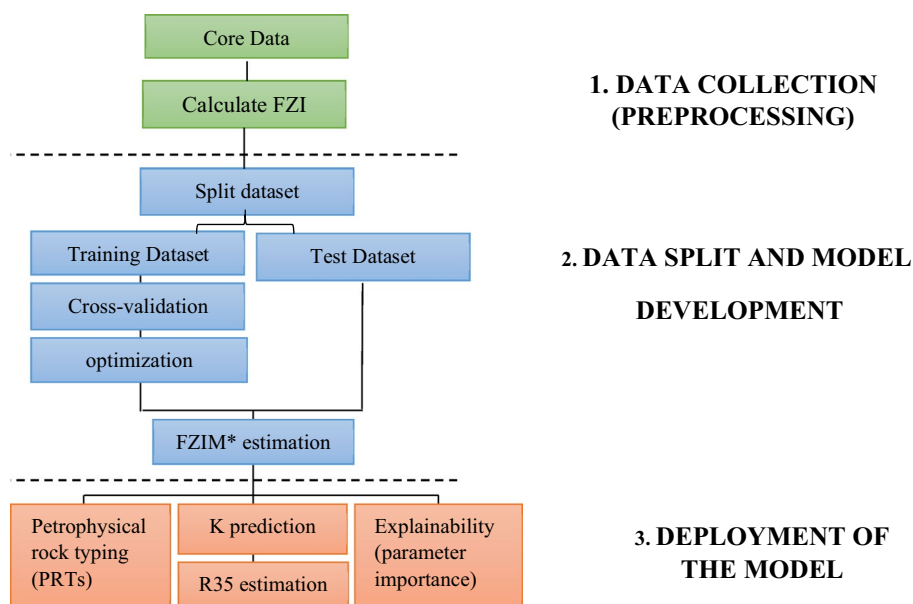 Core Data
Calculate FZI
1. DATA COLLECTION
(PREPROCESSING)
Split dataset
Training Dataset
Test Dataset
Cross-validation
optimization
FZIM* estimation
2. DATA SPLIT AND MODEL
DEVELOPMENT
Petrophysical
rock typing
(PRTs)
K prediction
R35 estimation
Explainability
(parameter
importance)
3. DEPLOYMENT OF
THE MODEL